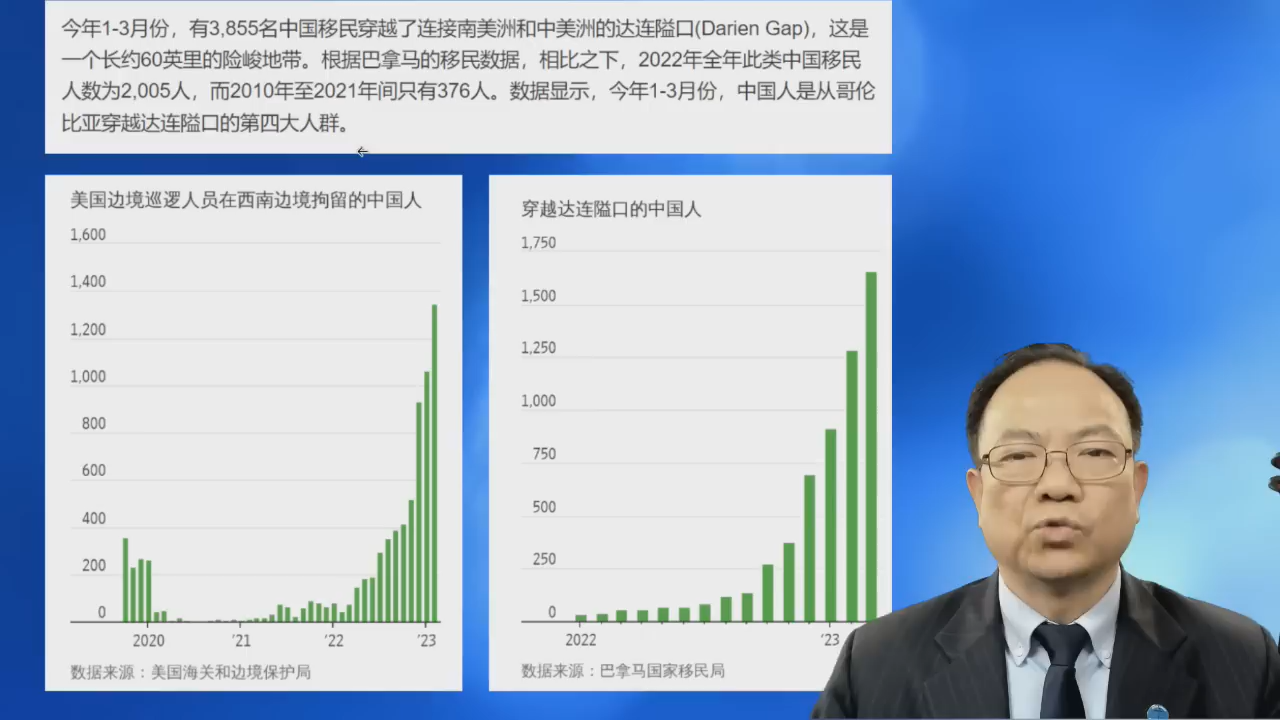 今年1-3月份，有3,855名中国移民穿越了连接南美洲和中美洲的达连隘口(Darien Gap)，这是
一个长约60英里的险峻地带。根据巴拿马的移民数据，相比之下，2022年全年此类中国移民
人数为2,005人，而2010年至2021年间只有376人。数据显示，今年1-3月份，中国人是从哥伦
比亚穿越达连隘口的第四大人群。
美国边境巡逻人员在西南边境拘留的中国人
1,600
1,400
1,200
1,000
800
600
400
200
0
2020 '21 '22 '23
数据来源：美国海关和边境保护局
穿越达连隘口的中国人
1,750
1,500
1,250
1,000
750
500
250
0
2022 '23
数据来源：巴拿马国家移民局